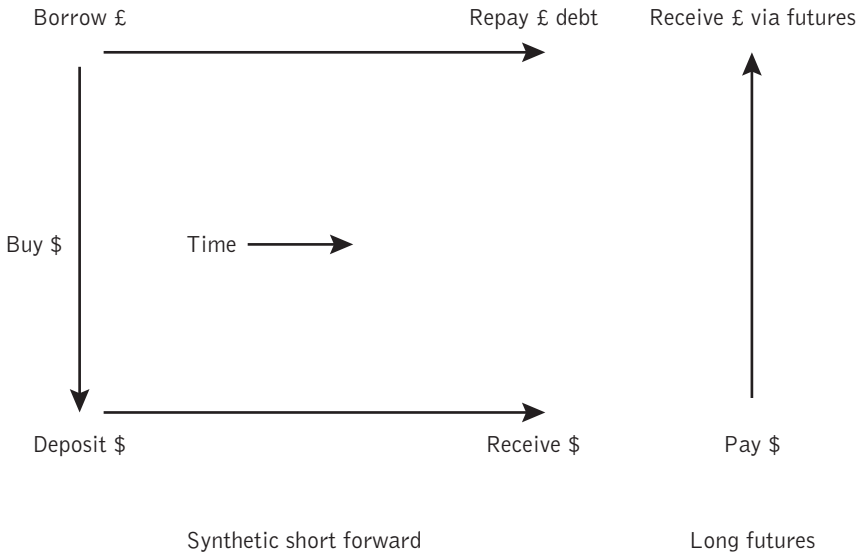 Borrow £
Repay £ debt
Receive £ via futures
Buy $
Time
Deposit $
Receive $
Pay $
Synthetic short forward
Long futures